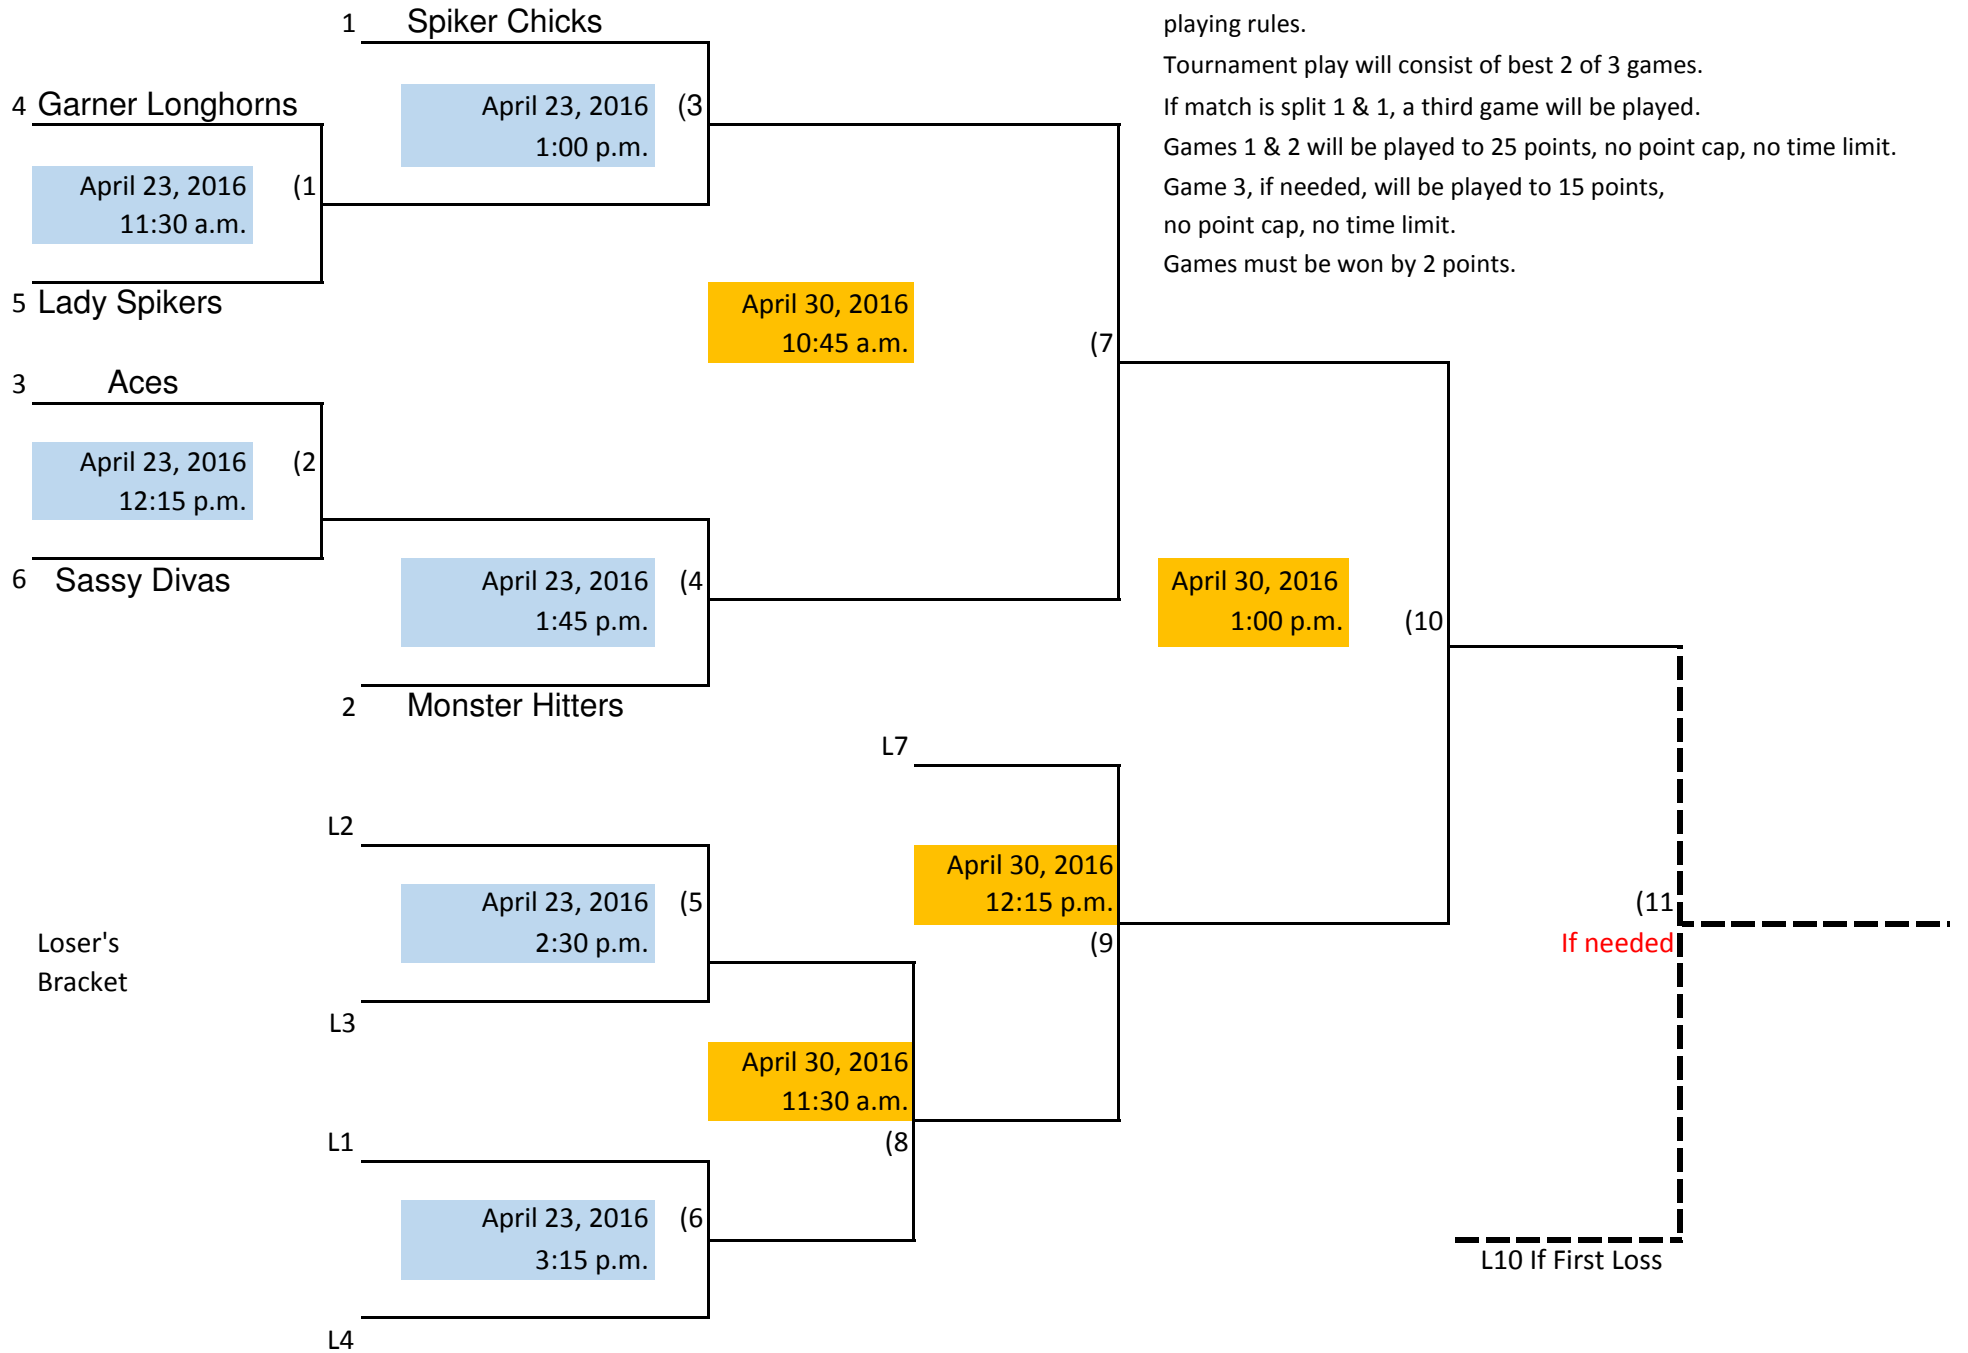 1 Spiker Chicks
playing rules.
Tournament play will consist of best 2 of 3 games.
4 Garner Longhorns
April 23, 2016 (3
1:00 p.m.
If match is split 1 & 1, a third game will be played.
Games 1 & 2 will be played to 25 points, no point cap, no time limit.
April 23, 2016 (1
11:30 a.m.
Game 3, if needed, will be played to 15 points,
no point cap, no time limit.
Games must be won by 2 points.
5 Lady Spikers
April 30, 2016
10:45 a.m. (7
3 Aces
April 23, 2016 (2
12:15 p.m.
6 Sassy Divas
April 23, 2016 (4
1:45 p.m.
April 30, 2016
1:00 p.m. (10
2 Monster Hitters
L7
L2
April 30, 2016
12:15 p.m.
(9
April 23, 2016 (5
2:30 p.m.
(11
If needed
Loser's
Bracket
L3
April 30, 2016
11:30 a.m.
(8
L1
April 23, 2016 (6
3:15 p.m.
L10 If First Loss
L4